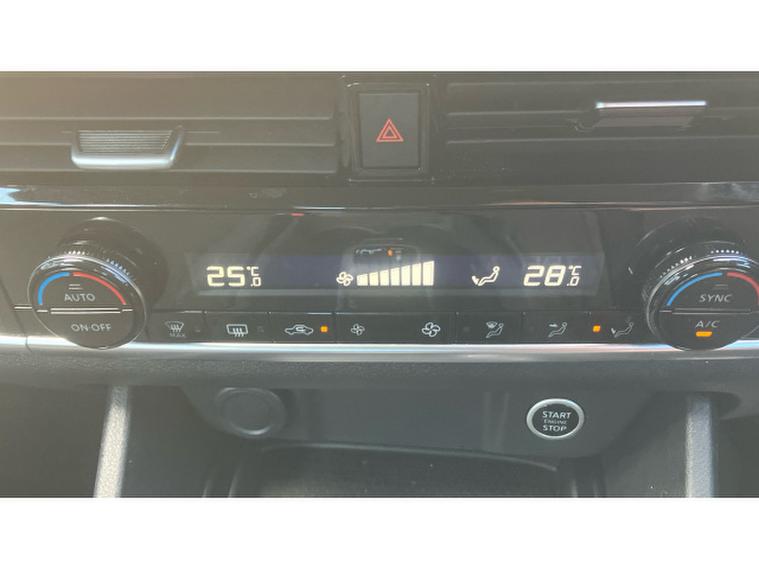 25.0°C 28.0°C
AUTO SYNC
ON·OFF A/C
MAX
START
ENGINE
STOP